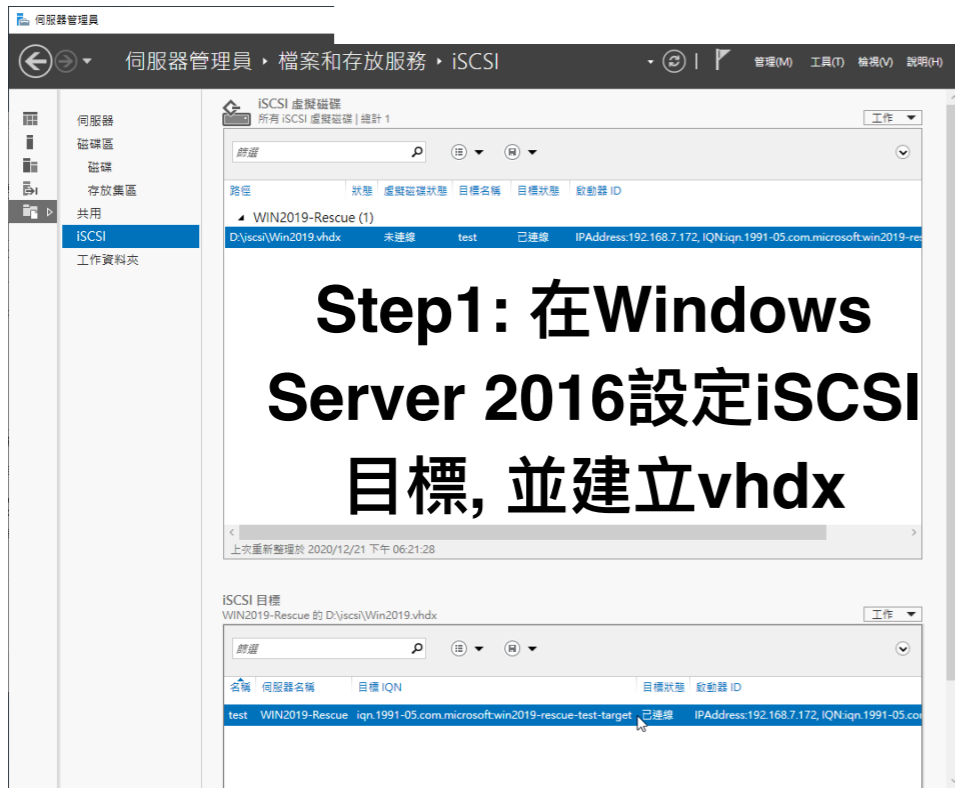 伺服器管理員
伺服器管理員 ‣ 檔案和存放服務 ‣ iSCSI
管理(M) 工具(T) 檢視(V) 說明(H)
伺服器
磁碟區
磁碟
存放集區
共用
iSCSI
工作資料夾
iSCSI 虛擬磁碟
所有 iSCSI 虛擬磁碟 | 總計 1
工作
篩選
路徑 狀態 虛擬磁碟狀態 目標名稱 目標狀態 啟動器 ID
WIN2019-Rescue (1)
D:\iscsi\Win2019.vhdx 未連線 test 已連線 IPAddress:192.168.7.172, IQN:iqn.1991-05.com.microsoft:win2019-res
Step1: 在Windows
Server 2016設定iSCSI
目標, 並建立vhdx
上次重新整理於 2020/12/21 下午 06:21:28
iSCSI 目標
WIN2019-Rescue 的 D:\iscsi\Win2019.vhdx
工作
篩選
名稱 伺服器名稱 目標 IQN 目標狀態 啟動器 ID
test WIN2019-Rescue iqn.1991-05.com.microsoft:win2019-rescue-test-target 已連線 IPAddress:192.168.7.172, IQN:iqn.1991-05.co